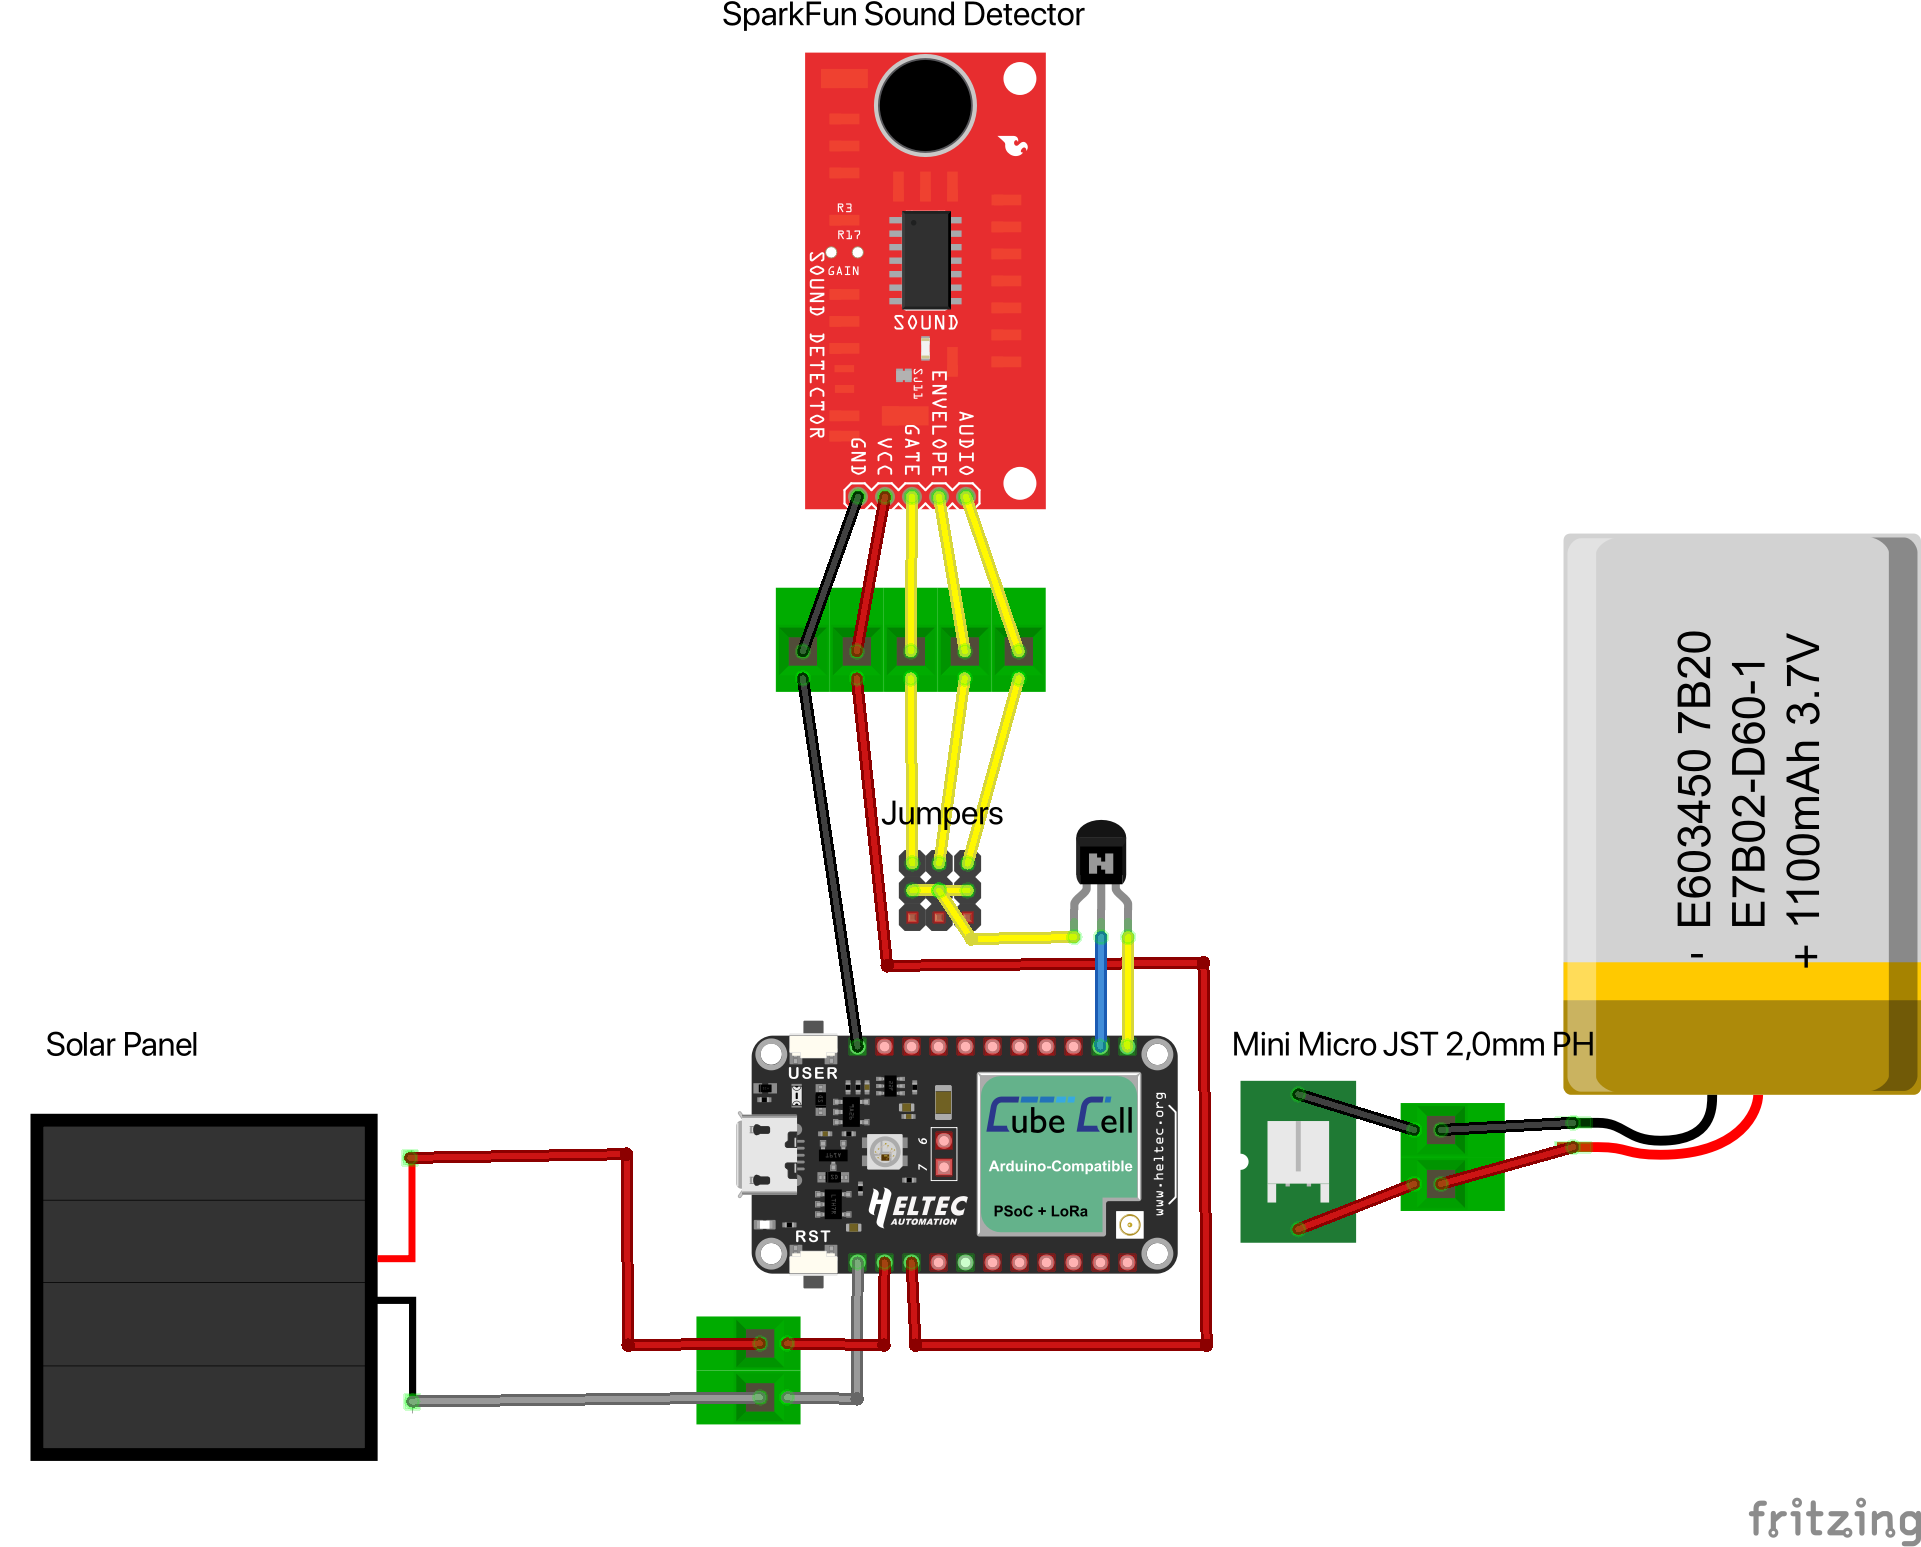 SparkFun Sound Detector
R3
R17
GAIN
SOUND DETECTOR
SOUND
SJ11
GND
VCC
GATE
ENVELOPE
AUDIO
Jumpers
N
- E603450 7B20
E7B02-D60-1
+ 1100mAh 3.7V
Solar Panel
Mini Micro JST 2,0mm PH
USER
Cube Cell
Arduino-Compatible
PSoC + LoRa
www.heltec.org
6
7
HELTEC
AUTOMATION
RST
fritzing